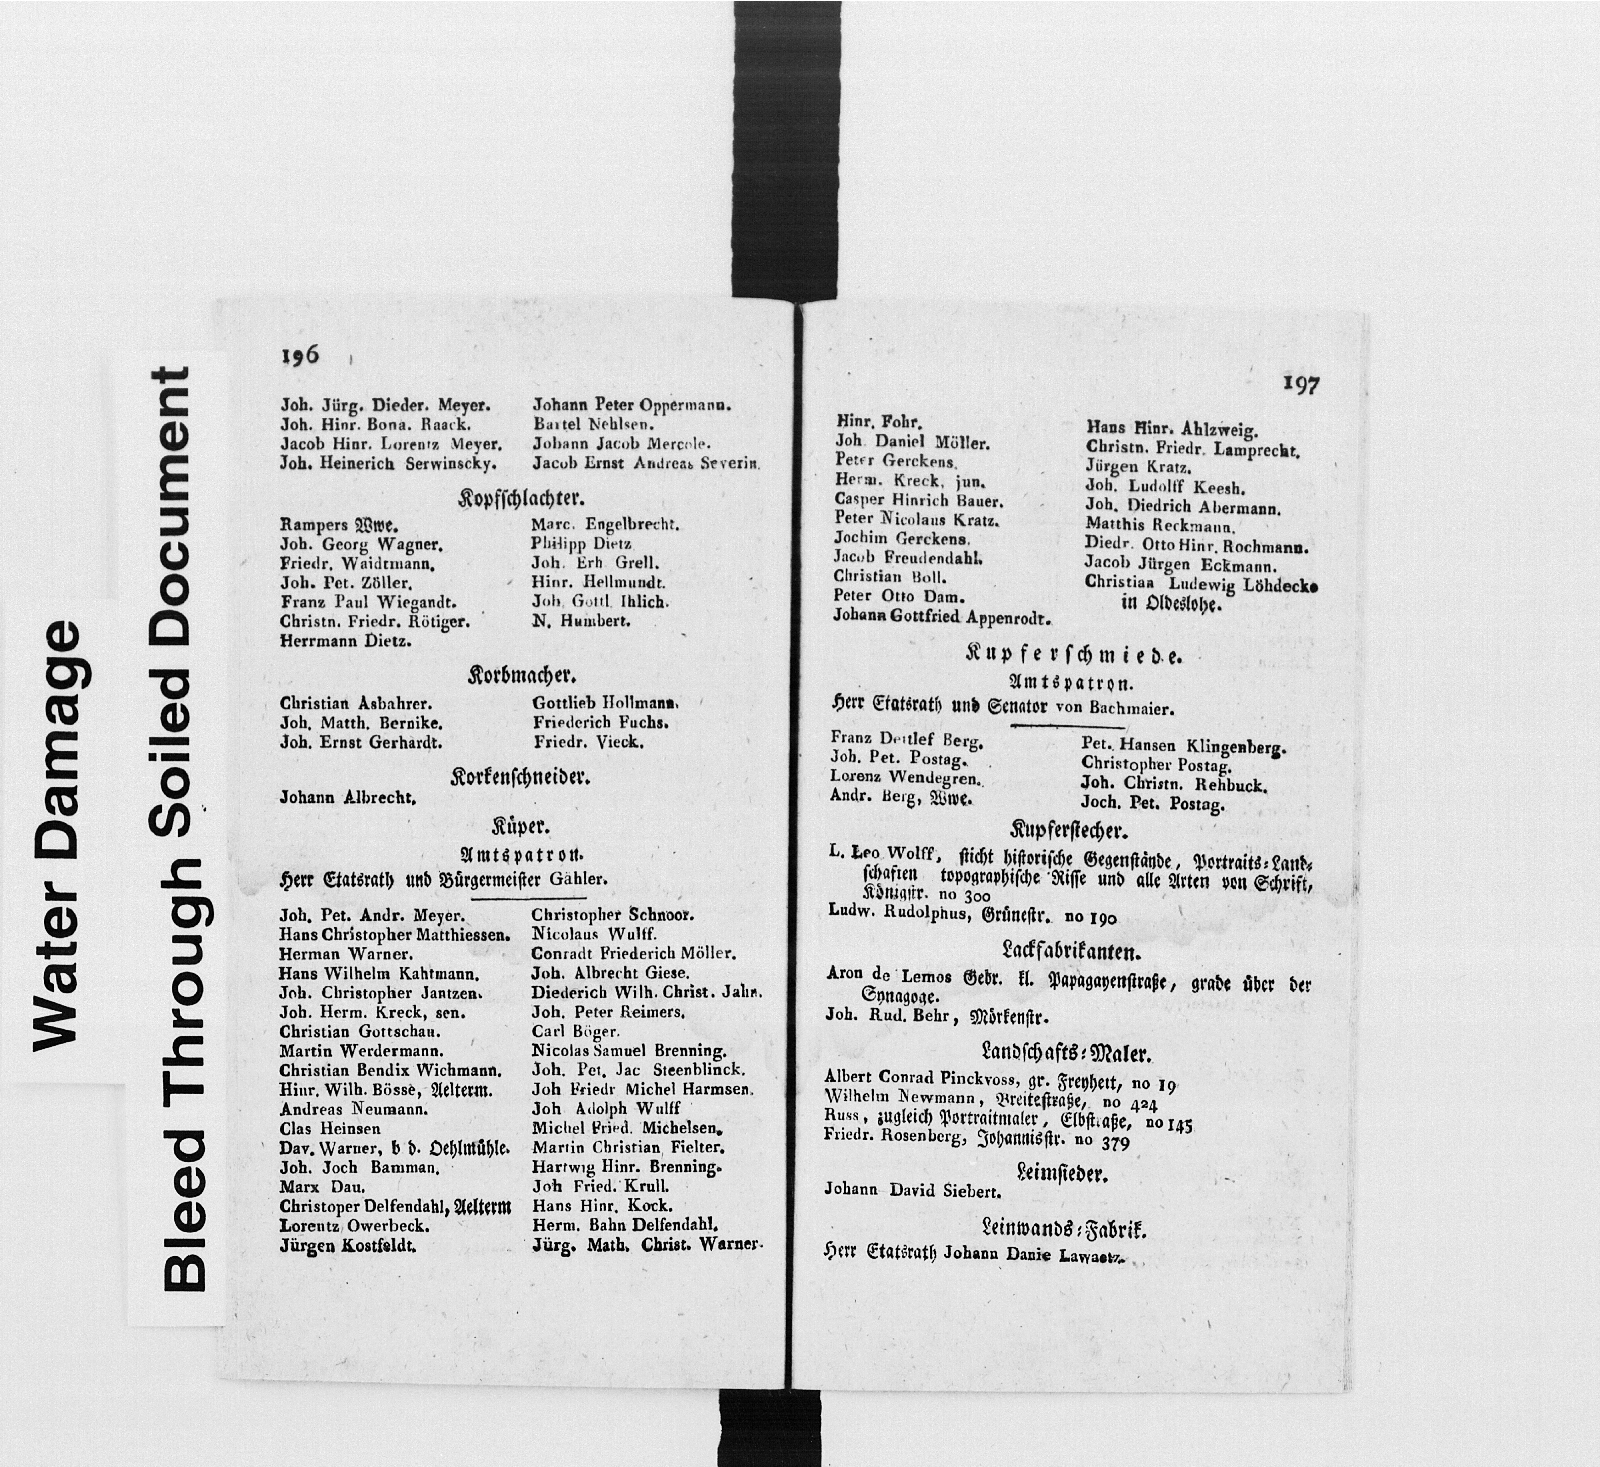 Water Damage
Bleed Through Soiled Document
196
Joh. Jürg. Dieder. Meyer.
Joh. Hinr. Bona. Raack.
Jacob Hinr. Lorentz Meyer.
Joh. Heinerich Serwinscky.
Johann Peter Oppermann.
Bartel Nehlsen.
Johann Jacob Mercole.
Jacob Ernst Andreas Severin.
Kopfschlachter.
Rampers Wwe.
Joh. Georg Wagner.
Friedr. Waidtmann.
Joh. Pet. Zöller.
Franz Paul Wiegandt.
Christn. Friedr. Rötiger.
Herrmann Dietz.
Marc. Engelbrecht.
Philipp Dietz
Joh. Erh Grell.
Hinr. Hellmundt.
Joh. Gottl. Ihlich.
N. Humbert.
Korbmacher.
Christian Asbahrer.
Joh. Matth. Bernike.
Joh. Ernst Gerhardt.
Gottlieb Hollmann.
Friederich Fuchs.
Friedr. Vieck.
Korkenschneider.
Johann Albrecht.
Küper.
Amtspatron.
Herr Etatsrath und Bürgermeister Gähler.
Joh. Pet. Andr. Meyer.
Hans Christopher Matthiessen.
Herman Warner.
Hans Wilhelm Kahtmann.
Joh. Christopher Jantzen.
Joh. Herm. Kreck, sen.
Christian Gottschau.
Martin Werdermann.
Christian Bendix Wichmann.
Hinr. Wilh. Bösse, Aelterm.
Andreas Neumann.
Clas Heinsen
Dav. Warner, b d. Oehlmühle.
Joh. Joch Bamman.
Marx Dau.
Christoper Delfendahl, Aelterm
Lorentz Owerbeck.
Jürgen Kostfeldt.
Christopher Schnoor.
Nicolaus Wulff.
Conradt Friederich Möller.
Joh. Albrecht Giese.
Diederich Wilh. Christ. Jahn.
Joh. Peter Reimers.
Carl Böger.
Nicolas Samuel Brenning.
Joh. Pet. Jac Steenblinck.
Joh Friedr Michel Harmsen.
Joh Adolph Wulff
Michel Fried. Michelsen.
Martin Christian Fielter.
Hartwig Hinr. Brenning.
Joh Fried. Krull.
Hans Hinr. Kock.
Herm. Bahn Delfendahl.
Jürg. Math. Christ. Warner.
197
Hinr. Fohr.
Joh. Daniel Möller.
Peter Gerckens.
Herm. Kreck, jun.
Casper Hinrich Bauer.
Peter Nicolaus Kratz.
Jochim Gerckens.
Jacob Freudendahl.
Christian Boll.
Peter Otto Dam.
Johann Gottfried Appenrodt.
Hans Hinr. Ahlzweig.
Christn. Friedr. Lamprecht.
Jürgen Kratz.
Joh. Ludolff Keesh.
Joh. Diedrich Abermann.
Matthis Reckmann.
Diedr. Otto Hinr. Rochmann.
Jacob Jürgen Eckmann.
Christian Ludewig Löhdecke
in Oldeslohe.
Kupferschmiede.
Amtspatron.
Herr Etatsrath und Senator von Bachmaier.
Franz Detlef Berg.
Joh. Pet. Postag.
Lorenz Wendegren.
Andr. Berg, Wwe.
Pet. Hansen Klingenberg.
Christopher Postag.
Joh. Christn. Rehbuck.
Joch. Pet. Postag.
Kupferstecher.
L. Leo Wolff, sticht historische Gegenstände, Portraits-Land-
schaften topographische Risse und alle Arten von Schrift,
Königstr. no 300
Ludw. Rudolphus, Grünestr. no 190
Lackfabrikanten.
Aron de Lemos Gebr. kl. Papagayenstraße, grade über der
Synagoge.
Joh. Rud. Behr, Mörkenstr.
Landschafts-Maler.
Albert Conrad Pinckvoss, gr. Freyheit, no 19
Wilhelm Newmann, Breitestraße, no 424
Russ, zugleich Portraitmaler, Elbstraße, no 145
Friedr. Rosenberg, Johannisstr. no 379
Leimsieder.
Johann David Siebert.
Leinwands-Fabrik.
Herr Etatsrath Johann Danie Lawaetz.